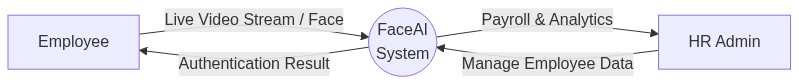 Employee
Live Video Stream / Face
Authentication Result
FaceAI
System
Payroll & Analytics
Manage Employee Data
HR Admin